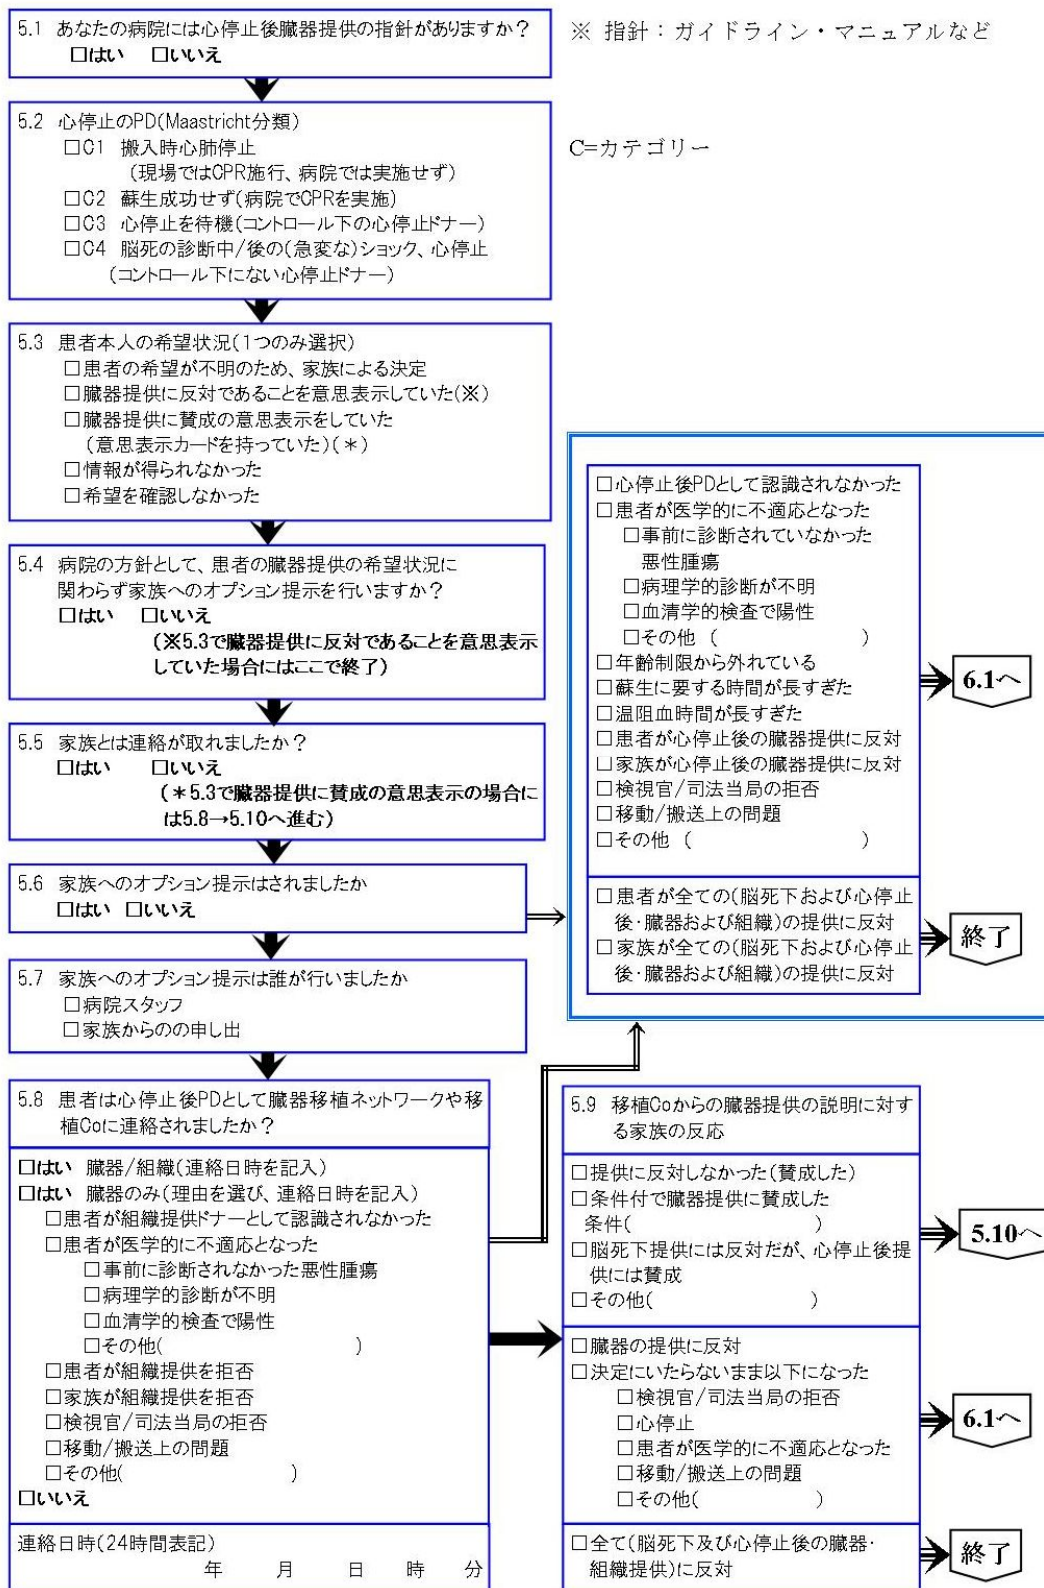 5.1 あなたの病院には心停止後臓器提供の指針がありますか?
□はい □いいえ
※ 指針：ガイドライン・マニュアルなど
5.2 心停止のPD(Maastricht分類)
□C1 搬入時心肺停止
(現場ではCPR施行、病院では実施せず)
□C2 蘇生成功せず(病院でCPRを実施)
□C3 心停止を待機(コントロール下の心停止ドナー)
□C4 脳死の診断中/後の(急変な)ショック、心停止
(コントロール下にない心停止ドナー)
C=カテゴリー
5.3 患者本人の希望状況(1つのみ選択)
□患者の希望が不明のため、家族による決定
□臓器提供に反対であることを意思表示していた(※)
□臓器提供に賛成の意思表示をしていた
(意思表示カードを持っていた)(＊)
□情報が得られなかった
□希望を確認しなかった
5.4 病院の方針として、患者の臓器提供の希望状況に
関わらず家族へのオプション提示を行いますか?
□はい □いいえ
(※5.3で臓器提供に反対であることを意思表示
していた場合にはここで終了)
5.5 家族とは連絡が取れましたか?
□はい □いいえ
(＊5.3で臓器提供に賛成の意思表示の場合に
は5.8→5.10へ進む)
5.6 家族へのオプション提示はされましたか
□はい □いいえ
5.7 家族へのオプション提示は誰が行いましたか
□病院スタッフ
□家族からのの申し出
□心停止後PDとして認識されなかった
□患者が医学的に不適応となった
□事前に診断されていなかった
悪性腫瘍
□病理学的診断が不明
□血清学的検査で陽性
□その他 ( )
□年齢制限から外れている
□蘇生に要する時間が長すぎた
□温阻血時間が長すぎた
□患者が心停止後の臓器提供に反対
□家族が心停止後の臓器提供に反対
□検視官/司法当局の拒否
□移動/搬送上の問題
□その他 ( )
6.1へ
□患者が全ての(脳死下および心停止
後・臓器および組織)の提供に反対
□家族が全ての(脳死下および心停止
後・臓器および組織)の提供に反対
終了
5.8 患者は心停止後PDとして臓器移植ネットワークや移
植Coに連絡されましたか?
□はい 臓器/組織(連絡日時を記入)
□はい 臓器のみ(理由を選び、連絡日時を記入)
□患者が組織提供ドナーとして認識されなかった
□患者が医学的に不適応となった
□事前に診断されなかった悪性腫瘍
□病理学的診断が不明
□血清学的検査で陽性
□その他( )
□患者が組織提供を拒否
□家族が組織提供を拒否
□検視官/司法当局の拒否
□移動/搬送上の問題
□その他( )
□いいえ
連絡日時(24時間表記)
年 月 日 時 分
5.9 移植Coからの臓器提供の説明に対す
る家族の反応
□提供に反対しなかった(賛成した)
□条件付で臓器提供に賛成した
条件( )
□脳死下提供には反対だが、心停止後提
供には賛成
□その他( )
5.10へ
□臓器の提供に反対
□決定にいたらないまま以下になった
□検視官/司法当局の拒否
□心停止
□患者が医学的に不適応となった
□移動/搬送上の問題
□その他( )
6.1へ
□全て(脳死下及び心停止後の臓器・
組織提供)に反対
終了